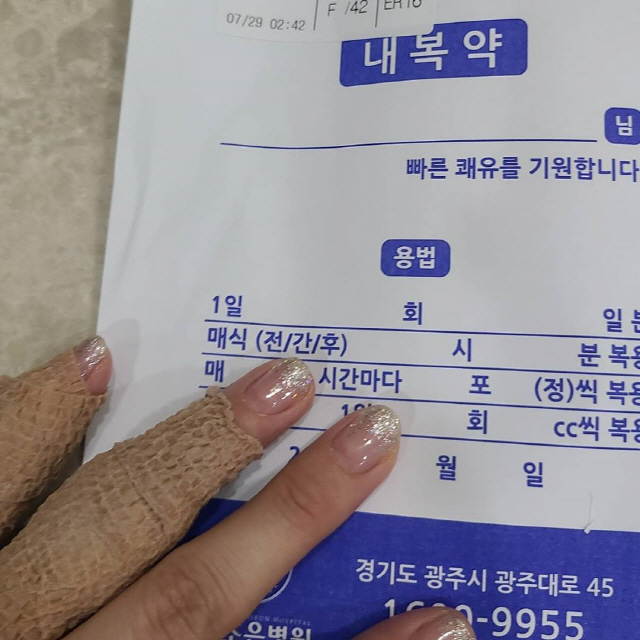 07/29 02:42 F /42 ER16
내복약
님
빠른 쾌유를 기원합니다
용법
1일 회 일
매식 (전/간/후) 시 분 복용
매 시간마다 포 (정)씩 복용
1일 회 cc씩 복용
월 일
경기도 광주시 광주대로 45
9955